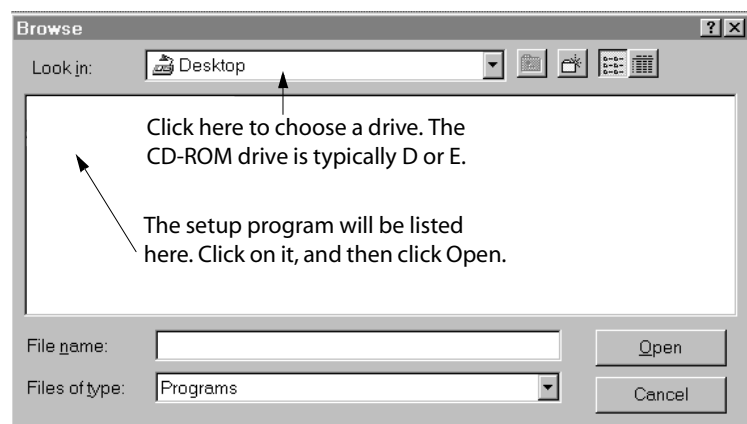 Browse
Look in:
Desktop
Click here to choose a drive. The
CD-ROM drive is typically D or E.
The setup program will be listed
here. Click on it, and then click Open.
File name:
Open
Files of type:
Programs
Cancel